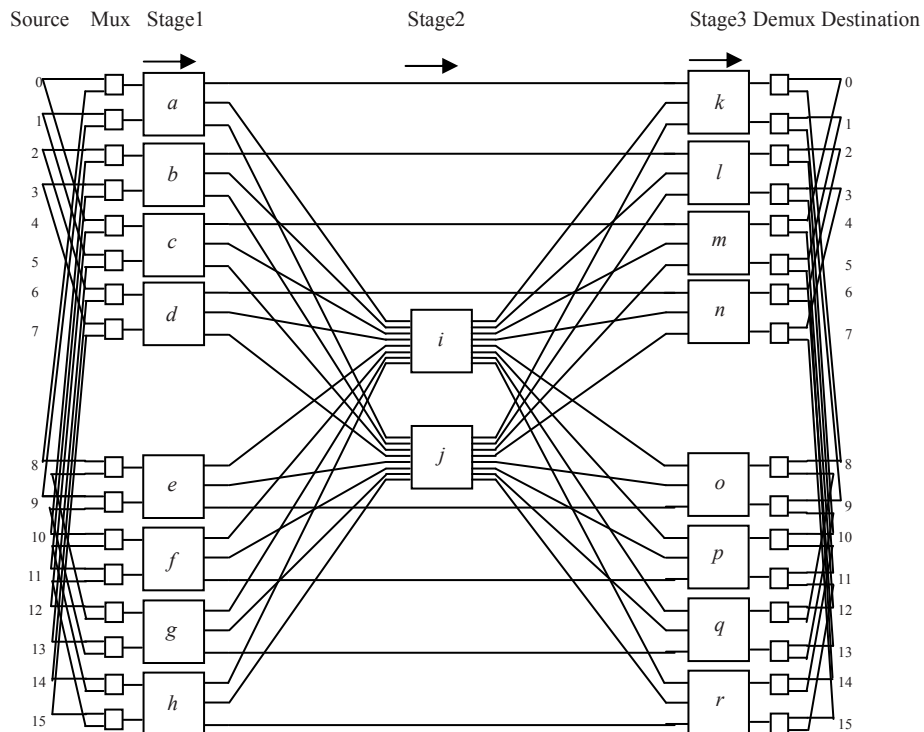 Source Mux Stage1 Stage2 Stage3 Demux Destination
0 a k 0
1 1
2 b l 2
3 3
4 c m 4
5 5
6 d n 6
7 i 7
j
8 e o 8
9 9
10 f p 10
11 11
12 g q 12
13 13
14 h r 14
15 15